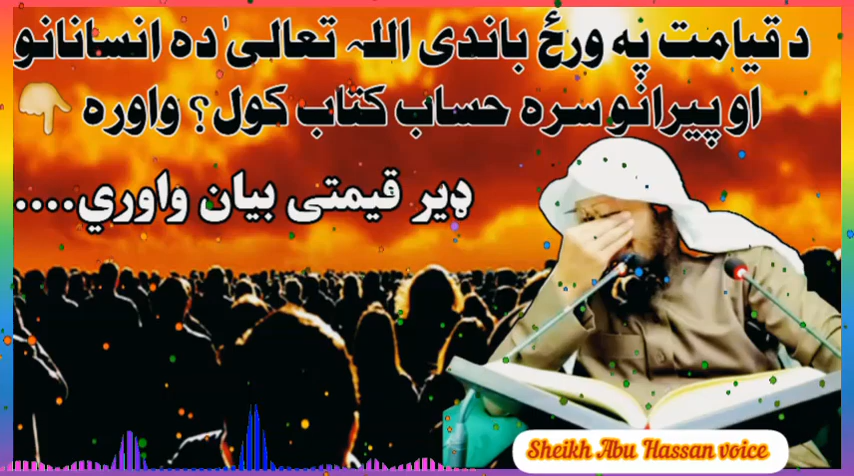 د قیامت په ورځ باندی الله تعالیٰ ده انسانانو
او پیرانو سره حساب کتاب کول؟ واوره
ډیر قیمتی بیان واوري....
Sheikh Abu Hassan voice